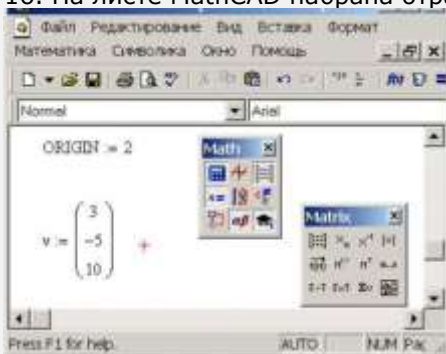 16. На листе MathCAD набрана
Файл Редактирование Вид Вставка Формат
Математика Символика Окно Помощь
Normal Arial
ORIGIN := 2
Math
v := ( 3 -5 10 )
Matrix
Press F1 for help. AUTO NUM